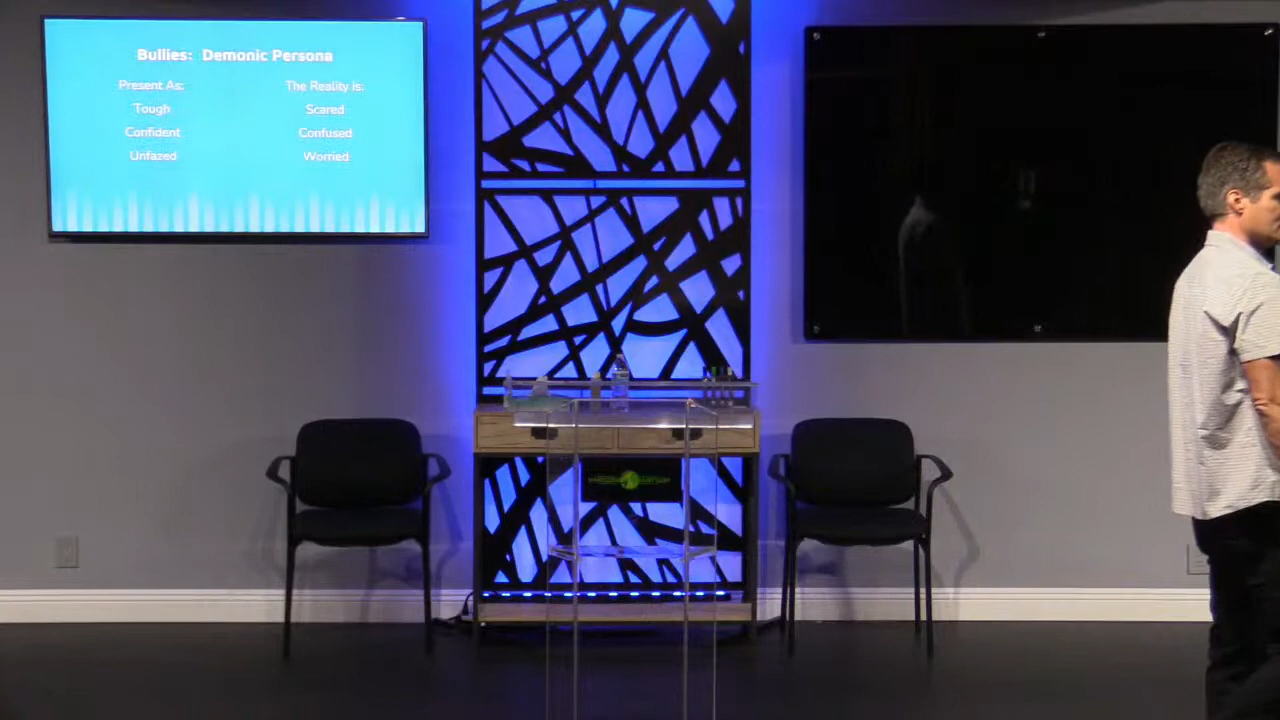 Bullies: Demonic Persona
Present As: The Reality Is:
Tough Scared
Confident Confused
Unfazed Worried